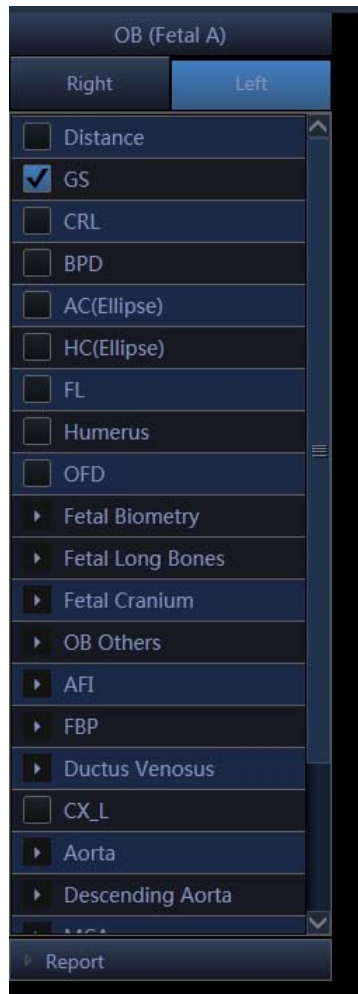 OB (Fetal A)
Right Left
Distance
GS
CRL
BPD
AC(Ellipse)
HC(Ellipse)
FL
Humerus
OFD
Fetal Biometry
Fetal Long Bones
Fetal Cranium
OB Others
AFI
FBP
Ductus Venosus
CX_L
Aorta
Descending Aorta
Report